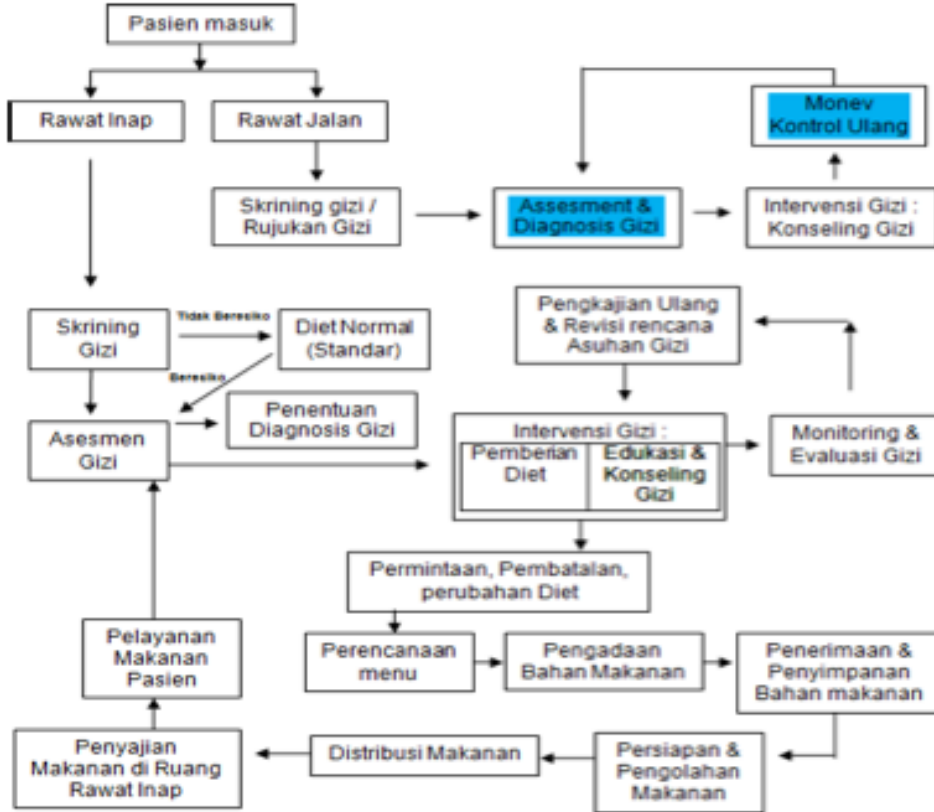 Pasien masuk
Rawat Inap
Rawat Jalan
Monev
Kontrol Ulang
Skrining gizi /
Rujukan Gizi
Assesment &
Diagnosis Gizi
Intervensi Gizi :
Konseling Gizi
Pengkajian Ulang
& Revisi rencana
Asuhan Gizi
Skrining
Gizi
Tidak Beresiko
Diet Normal
(Standar)
Beresiko
Asesmen
Gizi
Penentuan
Diagnosis Gizi
Intervensi Gizi :
Pemberian
Diet
Edukasi &
Konseling
Gizi
Monitoring &
Evaluasi Gizi
Permintaan, Pembatalan,
perubahan Diet
Pelayanan
Makanan
Pasien
Perencanaan
menu
Pengadaan
Bahan Makanan
Penerimaan &
Penyimpanan
Bahan makanan
Penyajian
Makanan di Ruang
Rawat Inap
Distribusi Makanan
Persiapan &
Pengolahan
Makanan